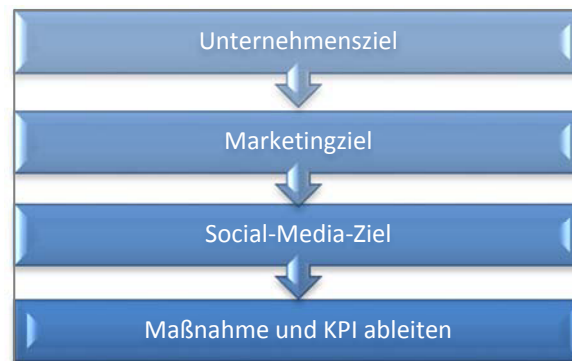 Unternehmensziel
Marketingziel
Social-Media-Ziel
Maßnahme und KPI ableiten